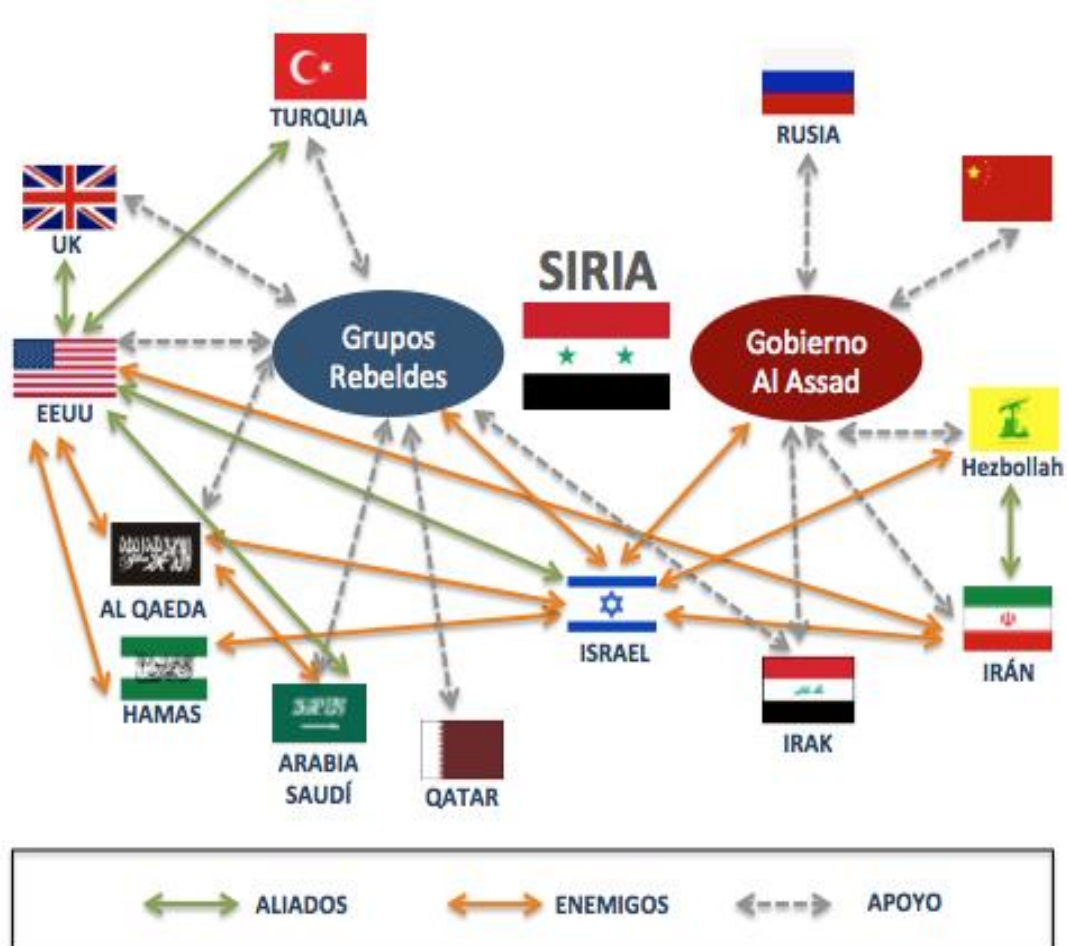 TURQUIA
RUSIA
UK
SIRIA
Grupos
Rebeldes
Gobierno
Al Assad
EEUU
Hezbollah
AL QAEDA
ISRAEL
IRÁN
HAMAS
IRAK
ARABIA
SAUDÍ
QATAR
ALIADOS
ENEMIGOS
APOYO